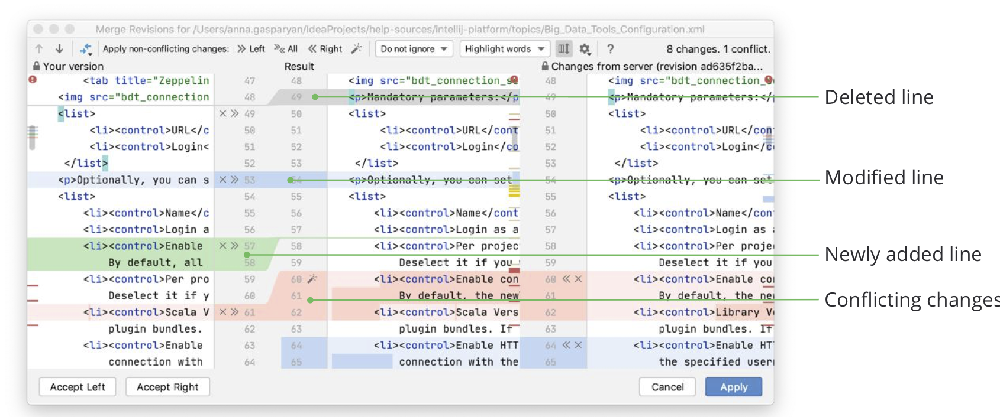 Merge Revisions for /Users/anna.gasparyan/IdeaProjects/help-sources/intellij-platform/topics/Big_Data_Tools_Configuration.xml
Apply non-conflicting changes: Left All Right Do not ignore Highlight words ? 8 changes. 1 conflict.
Your version Result Changes from server (revision ad635f2ba...
<tab title="Zeppelin 47 48 <img src="bdt_connection_s 48 <img src="bdt_connection_
<img src="bdt_connection 48 49 <p>Mandatory parameters:</p 49 <p>Mandatory parameters:</ Deleted line
<list> 49 50 <list> 50 <list>
<li><control>URL</c 50 51 <li><control>URL</cont 51 <li><control>URL</con
<li><control>Login< 51 52 <li><control>Login</co 52 <li><control>Login</c
</list> 52 53 </list> 53 </list>
<p>Optionally, you can s 53 54 <p>Optionally, you can set 54 <p>Optionally, you can set Modified line
<list> 54 55 <list> 55 <list>
<li><control>Name</c 55 56 <li><control>Name</cont 56 <li><control>Name</con
<li><control>Login a 56 57 <li><control>Login as a 57 <li><control>Login as
<li><control>Enable 57 58 <li><control>Per projec 58 <li><control>Per proje
By default, all 58 59 Deselect it if you 59 Deselect it if you Newly added line
<li><control>Per pro 59 60 <li><control>Enable con 60 <li><control>Enable co
Deselect it if y 60 61 By default, the new 61 By default, the new Conflicting changes
<li><control>Scala V 61 62 <li><control>Scala Vers 62 <li><control>Library V
plugin bundles. 62 63 plugin bundles. If 63 plugin bundles. If
<li><control>Enable 63 64 <li><control>Enable HTT 64 <li><control>Enable HT
connection with 64 65 connection with the 65 the specified user
Accept Left Accept Right Cancel Apply